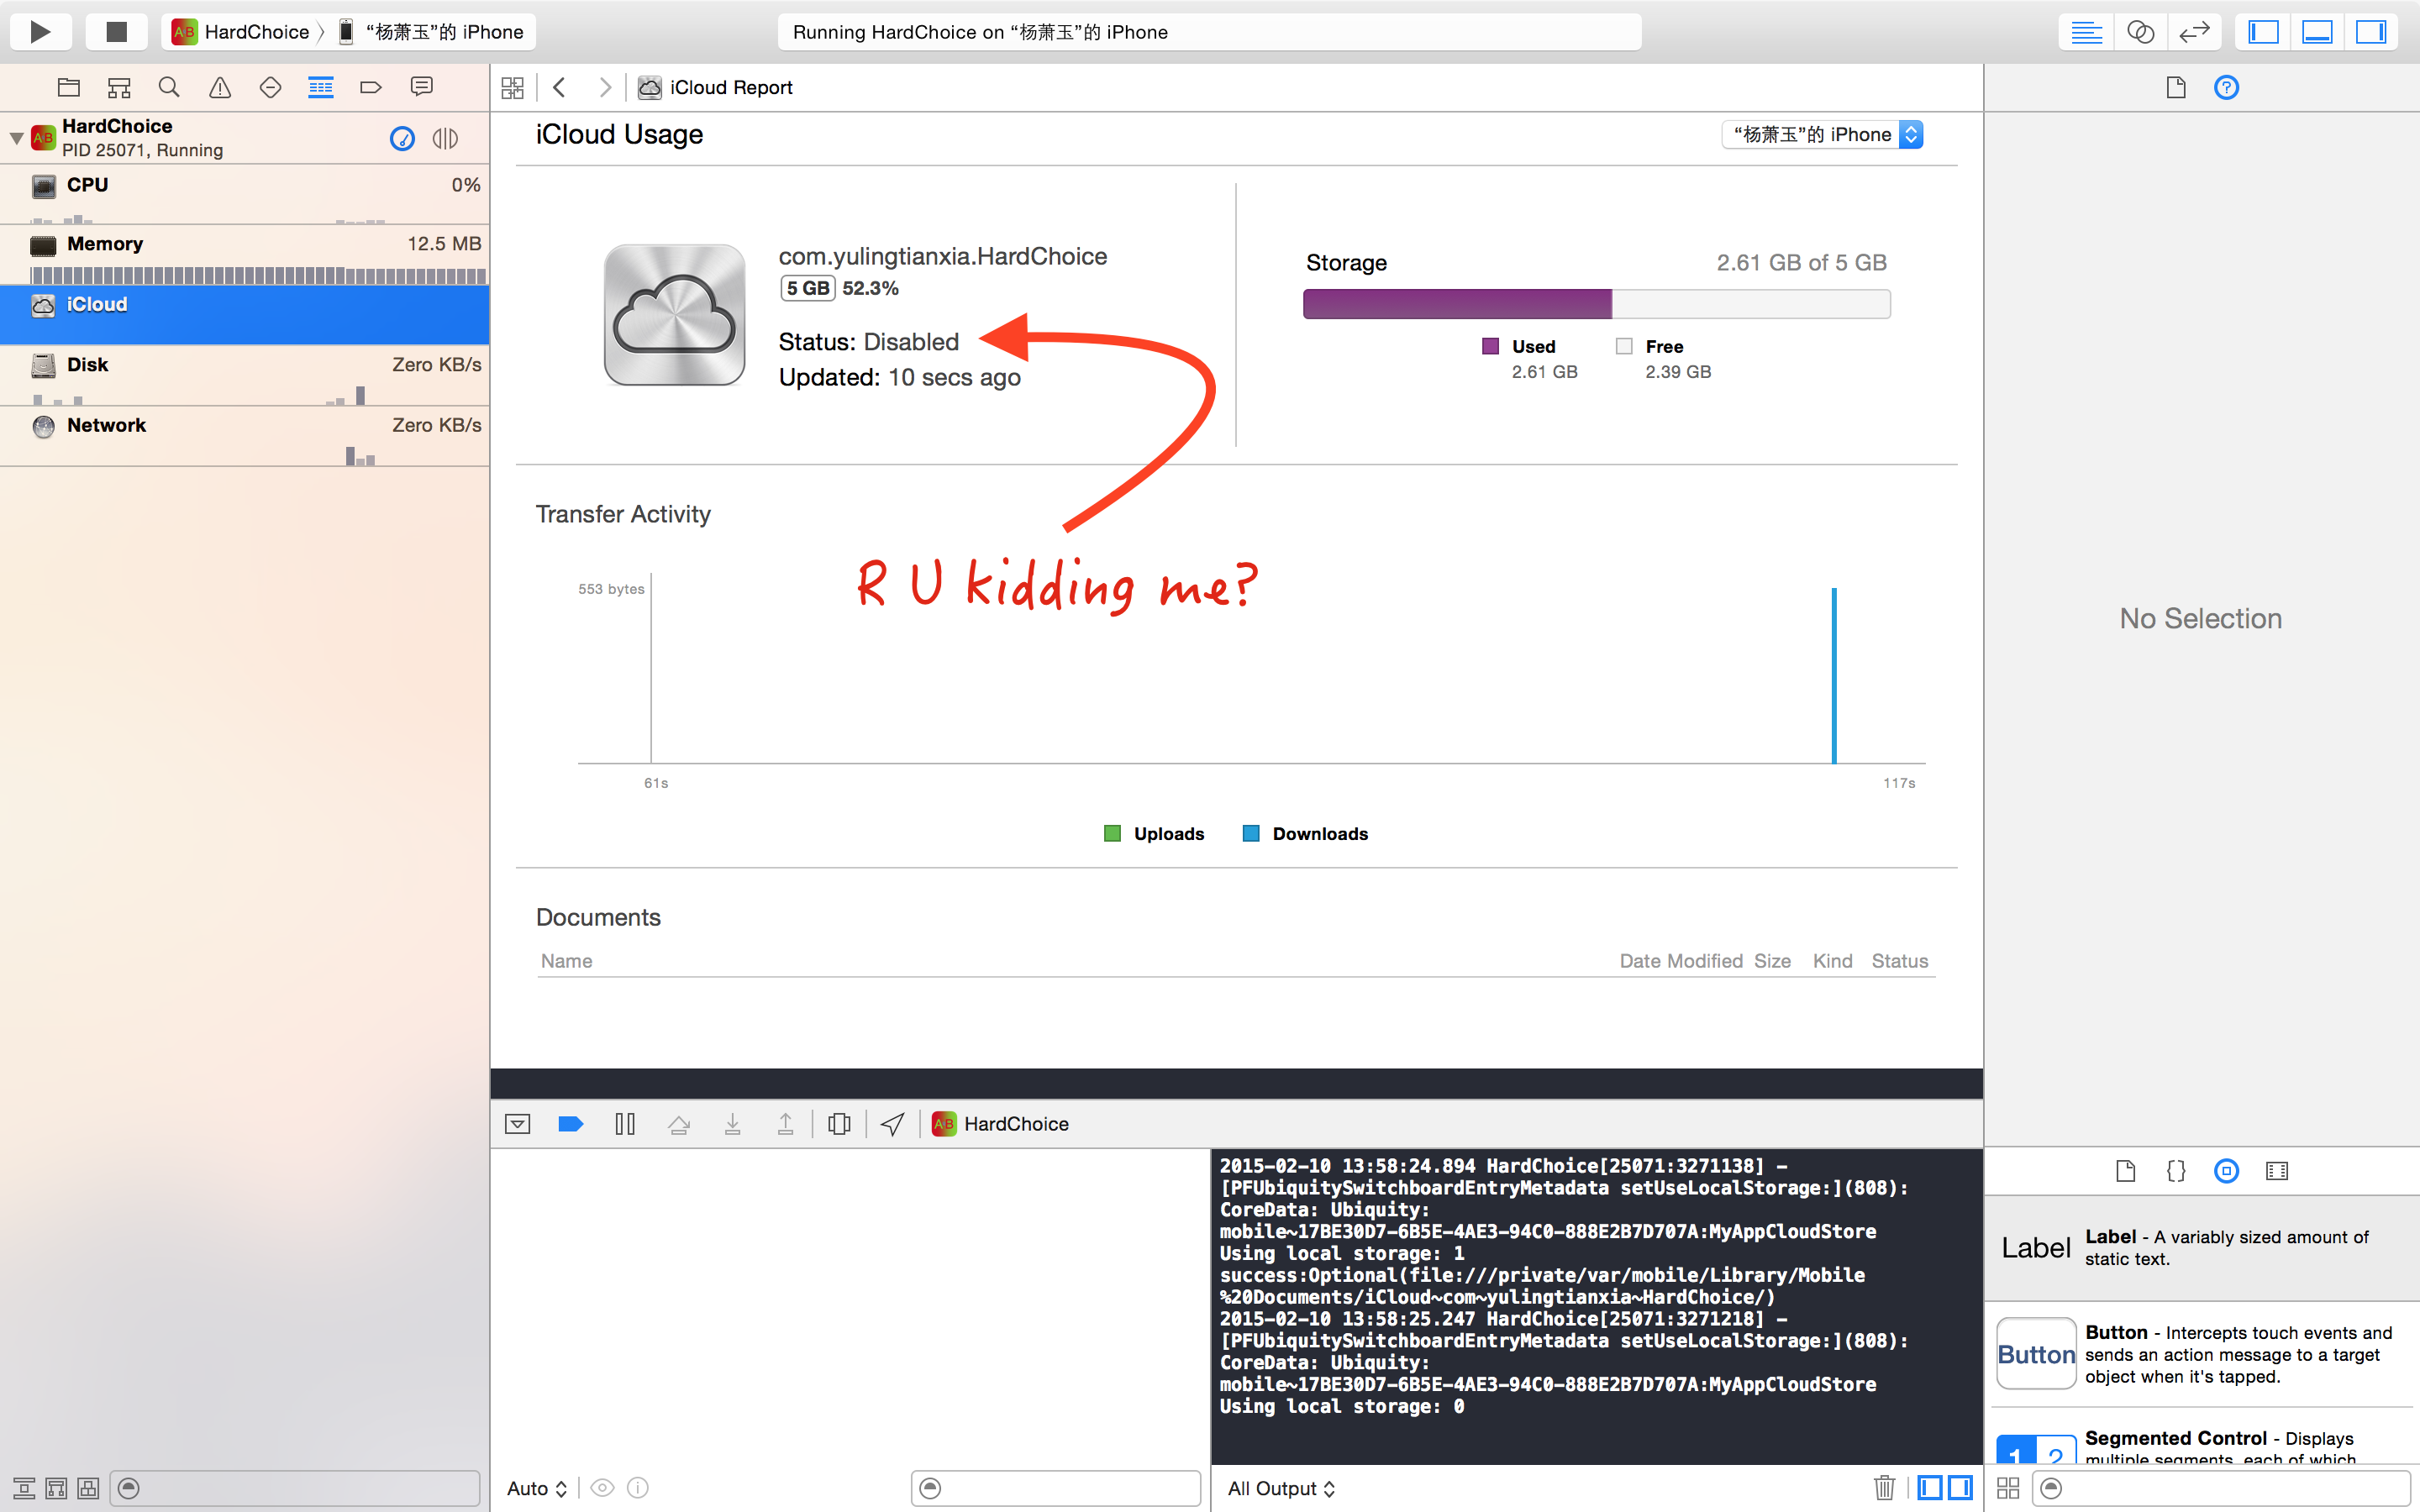 HardChoice
“杨萧玉”的 iPhone
Running HardChoice on “杨萧玉”的 iPhone
iCloud Report
HardChoice
PID 25071, Running
CPU
0%
Memory
12.5 MB
iCloud
Disk
Zero KB/s
Network
Zero KB/s
iCloud Usage
“杨萧玉”的 iPhone
com.yulingtianxia.HardChoice
5 GB 52.3%
Status: Disabled
Updated: 10 secs ago
Storage
2.61 GB of 5 GB
Used
2.61 GB
Free
2.39 GB
Transfer Activity
R U kidding me?
553 bytes
61s
117s
Uploads
Downloads
Documents
Name
Date Modified
Size
Kind
Status
No Selection
HardChoice
2015-02-10 13:58:24.894 HardChoice[25071:3271138] -
[PFUbiquitySwitchboardEntryMetadata setUseLocalStorage:](808):
CoreData: Ubiquity:
mobile~17BE30D7-6B5E-4AE3-94C0-888E2B7D707A:MyAppCloudStore
Using local storage: 1
success:Optional(file:///private/var/mobile/Library/Mobile
%20Documents/iCloud~com~yulingtianxia~HardChoice/)
2015-02-10 13:58:25.247 HardChoice[25071:3271218] -
[PFUbiquitySwitchboardEntryMetadata setUseLocalStorage:](808):
CoreData: Ubiquity:
mobile~17BE30D7-6B5E-4AE3-94C0-888E2B7D707A:MyAppCloudStore
Using local storage: 0
Auto
All Output
Label
Label - A variably sized amount of
static text.
Button
Button - Intercepts touch events and
sends an action message to a target
object when it's tapped.
1 2
Segmented Control - Displays
multiple segments, each of which